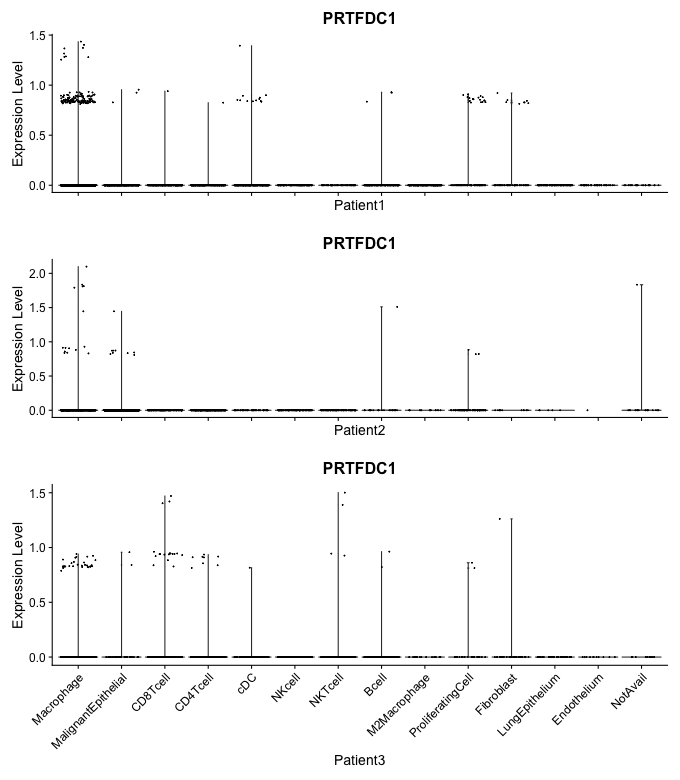 PRTFDC1
Expression Level
1.5
1.0
0.5
0.0
Patient1
PRTFDC1
Expression Level
2.0
1.5
1.0
0.5
0.0
Patient2
PRTFDC1
Expression Level
1.5
1.0
0.5
0.0
Macrophage
MalignantEpithelial
CD8Tcell
CD4Tcell
cDC
NKcell
NKTcell
Bcell
M2Macrophage
ProliferatingCell
Fibroblast
LungEpithelium
Endothelium
NotAvail
Patient3